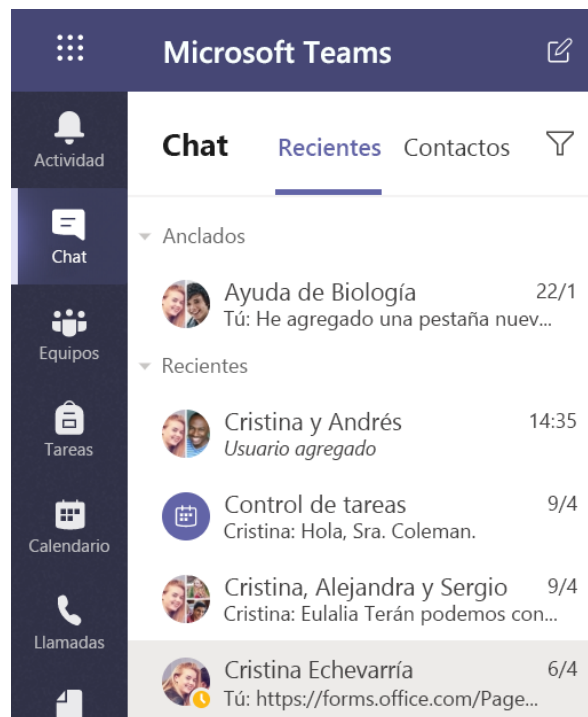 Microsoft Teams
Actividad
Chat
Equipos
Tareas
Calendario
Llamadas
Chat Recientes Contactos
Anclados
Ayuda de Biología 22/1
Tú: He agregado una pestaña nuev...
Recientes
Cristina y Andrés 14:35
Usuario agregado
Control de tareas 9/4
Cristina: Hola, Sra. Coleman.
Cristina, Alejandra y Sergio 9/4
Cristina: Eulalia Terán podemos con...
Cristina Echevarría 6/4
Tú: https://forms.office.com/Page...